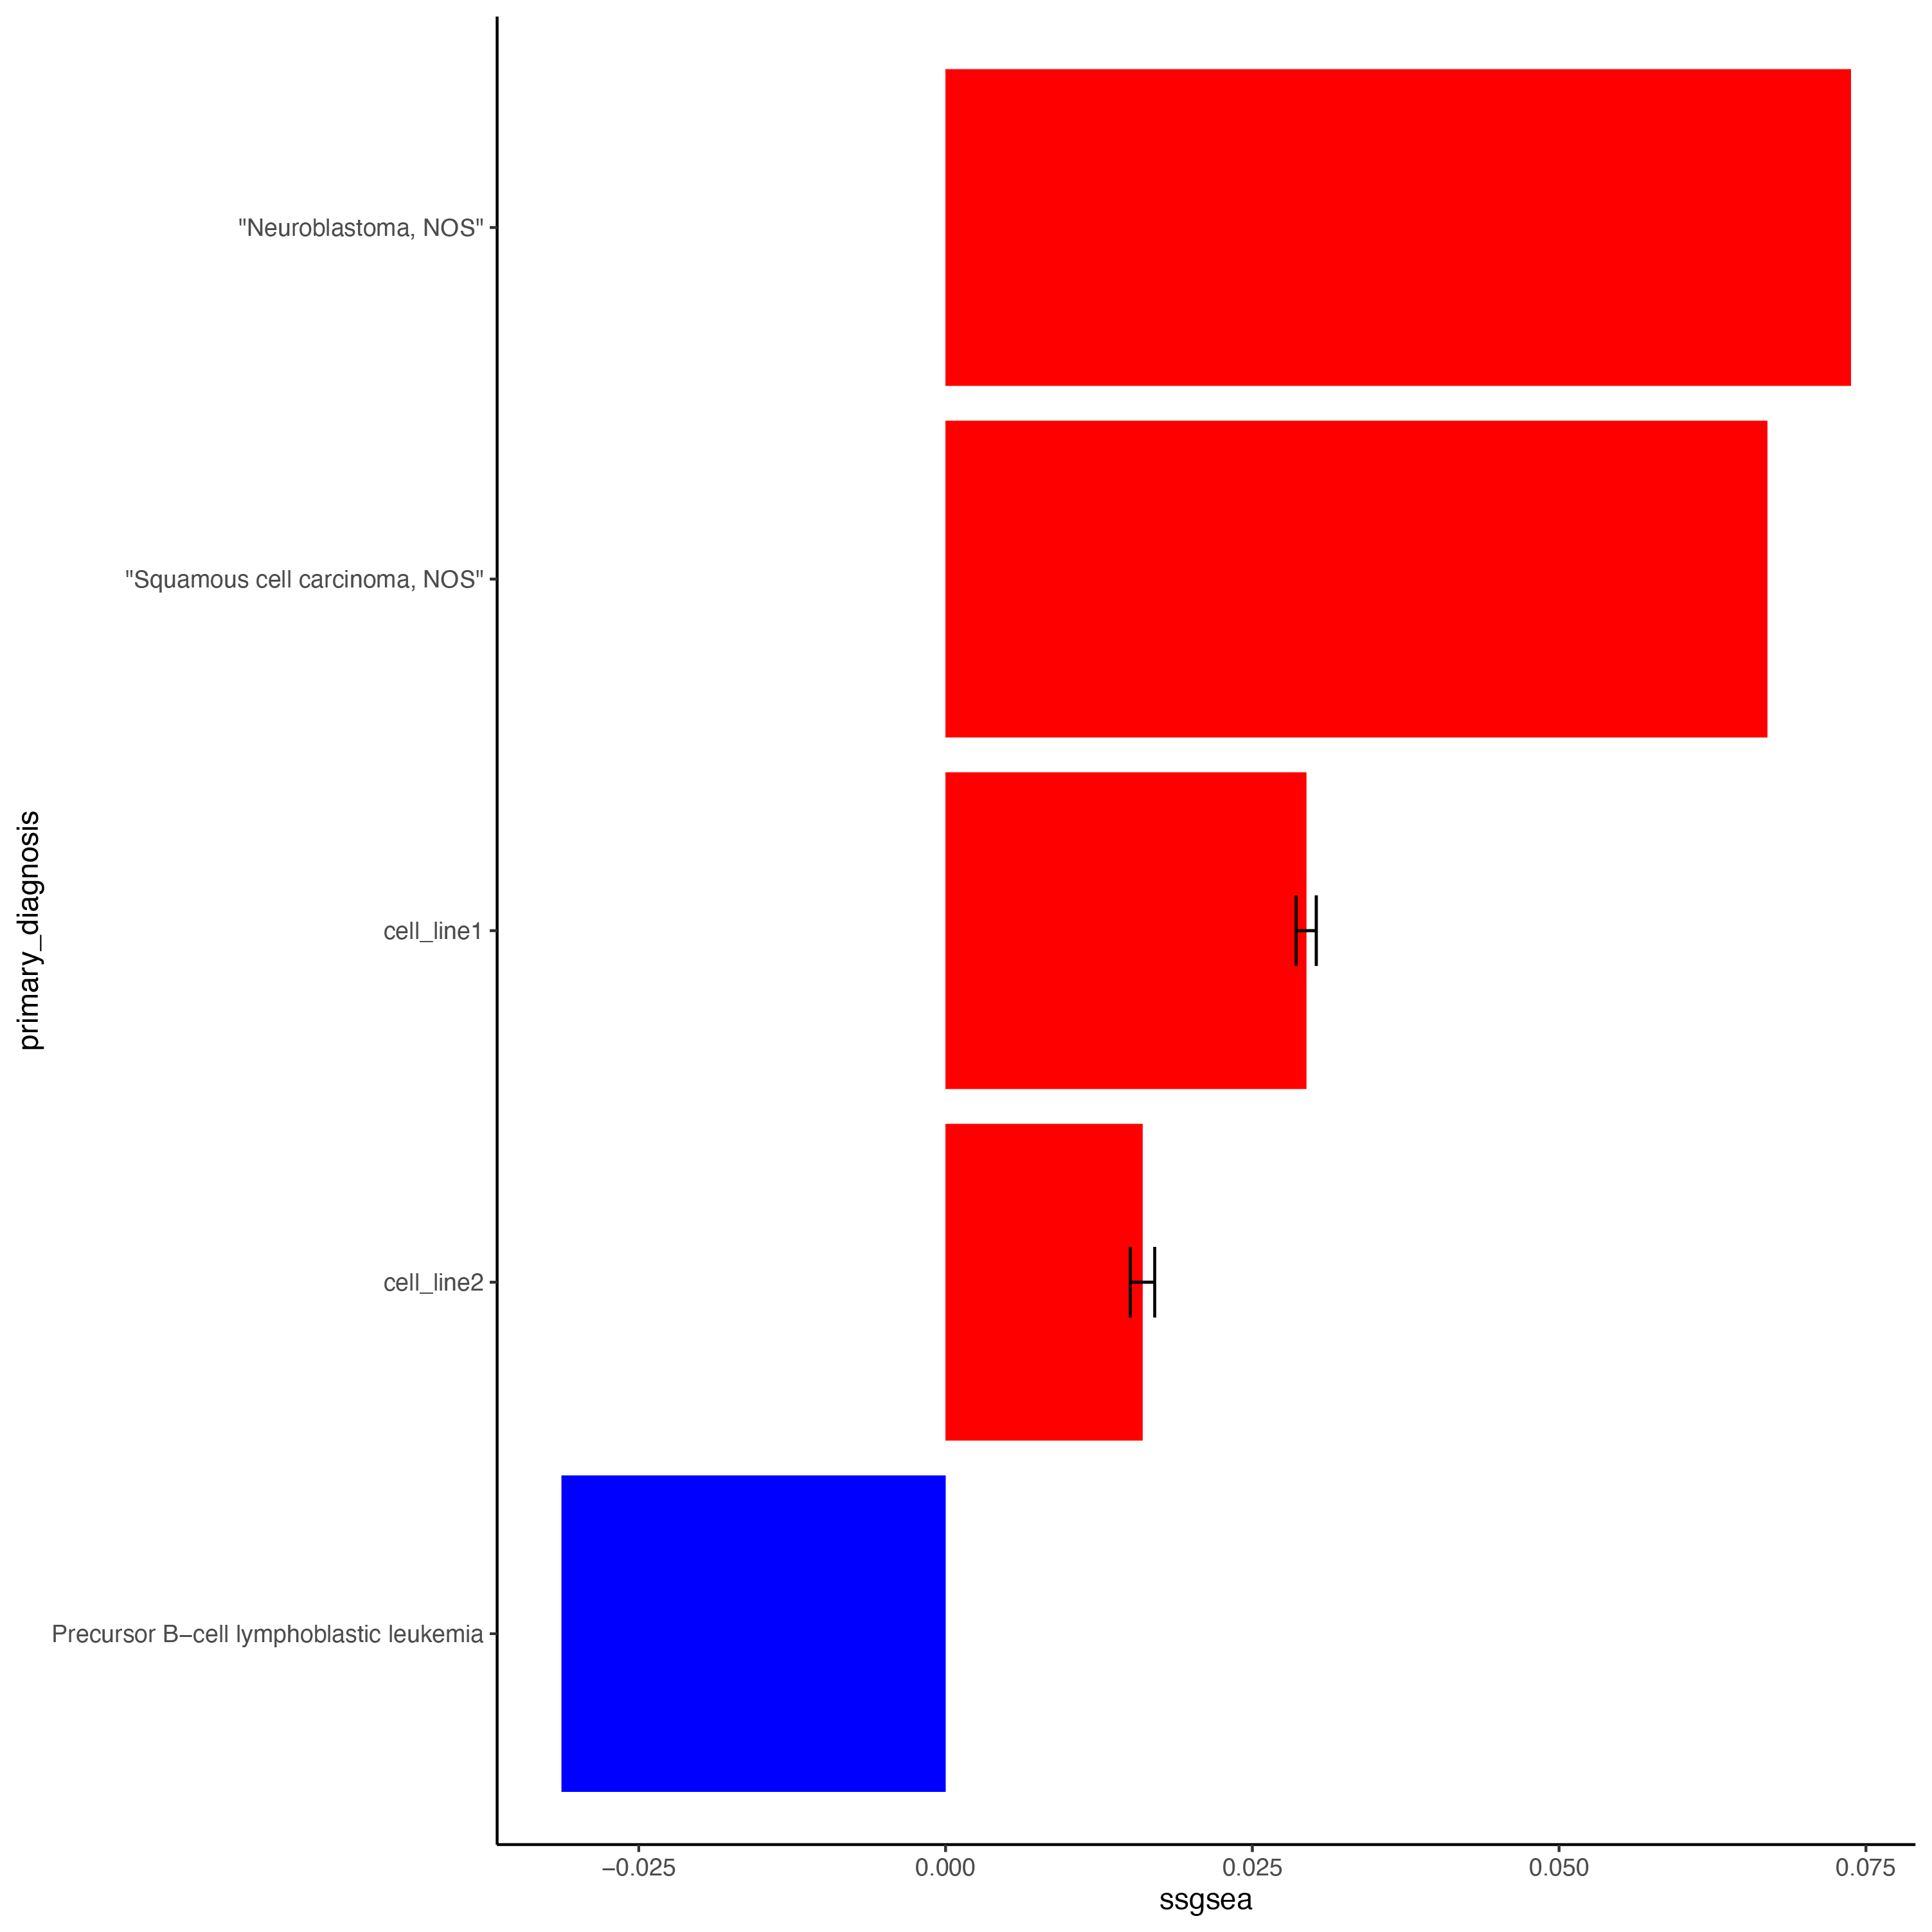 "Neuroblastoma, NOS"
"Squamous cell carcinoma, NOS"
cell_line1
cell_line2
Precursor B−cell lymphoblastic leukemia
primary_diagnosis
−0.025 0.000 0.025 0.050 0.075
ssgsea